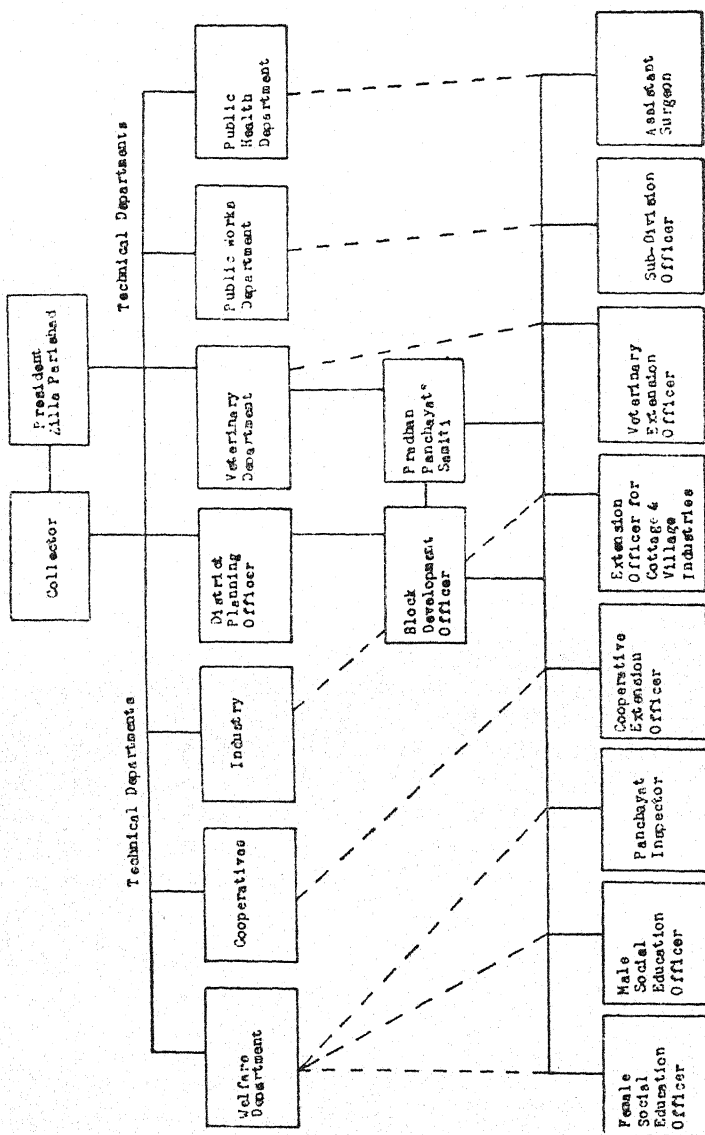 Collector
President
Zilla Parishad
Technical Departments
Technical Departments
Welfare
Department
Cooperatives
Industry
District
Planning
Officer
Veterinary
Department
Public works
Department
Public
Health
Department
Block
Development
Officer
Pradhan
Panchayat
Samiti
Female
Social
Education
Officer
Male
Social
Education
Officer
Panchayat
Inspector
Cooperative
Extension
Officer
Extension
Officer for
Cottage &
Village
Industries
Veterinary
Extension
Officer
Sub-Division
Officer
Assistant
Surgeon